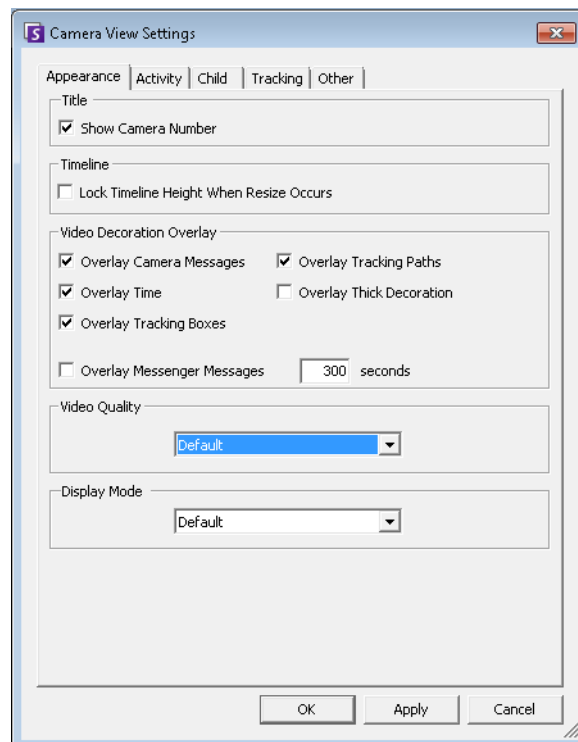 S Camera View Settings
Appearance Activity Child Tracking Other
Title
Show Camera Number
Timeline
Lock Timeline Height When Resize Occurs
Video Decoration Overlay
Overlay Camera Messages Overlay Tracking Paths
Overlay Time Overlay Thick Decoration
Overlay Tracking Boxes
Overlay Messenger Messages 300 seconds
Video Quality
Default
Display Mode
Default
OK Apply Cancel